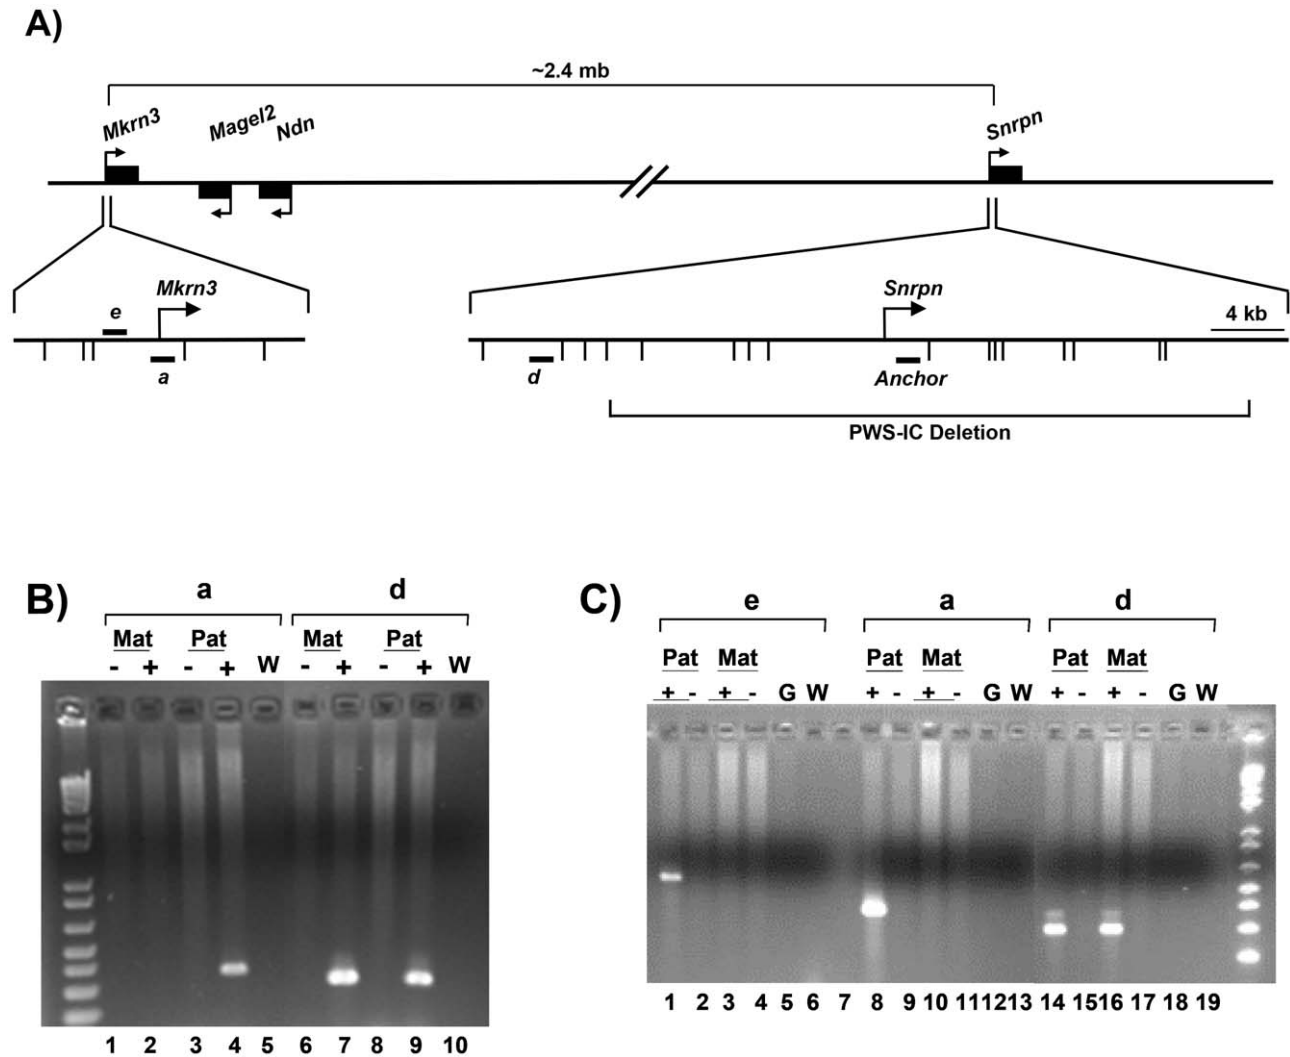 A)
~2.4 mb
Mkrn3 Magel2 Ndn Snrpn
Mkrn3 Snrpn
e 4 kb
a d Anchor
PWS-IC Deletion
B) C)
a d
Mat Pat Mat Pat
- + - + W - + - + W
1 2 3 4 5 6 7 8 9 10
e a d
Pat Mat Pat Mat Pat Mat
+ - + - G W + - + - G W + - + - G W
1 2 3 4 5 6 7 8 9 10 11 12 13 14 15 16 17 18 19